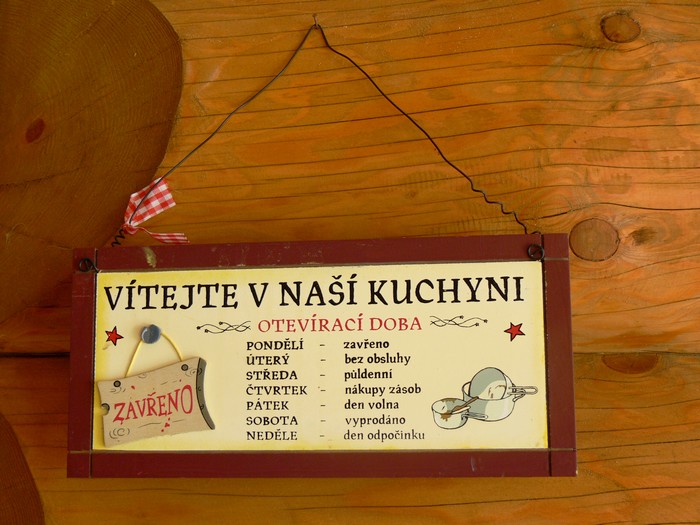 VÍTEJTE V NAŠÍ KUCHYNI
OTEVÍRACÍ DOBA
PONDĚLÍ - zavřeno
ÚTERÝ - bez obsluhy
STŘEDA - půldenní
ČTVRTEK - nákupy zásob
PÁTEK - den volna
SOBOTA - vyprodáno
NEDĚLE - den odpočinku
ZAVŘENO